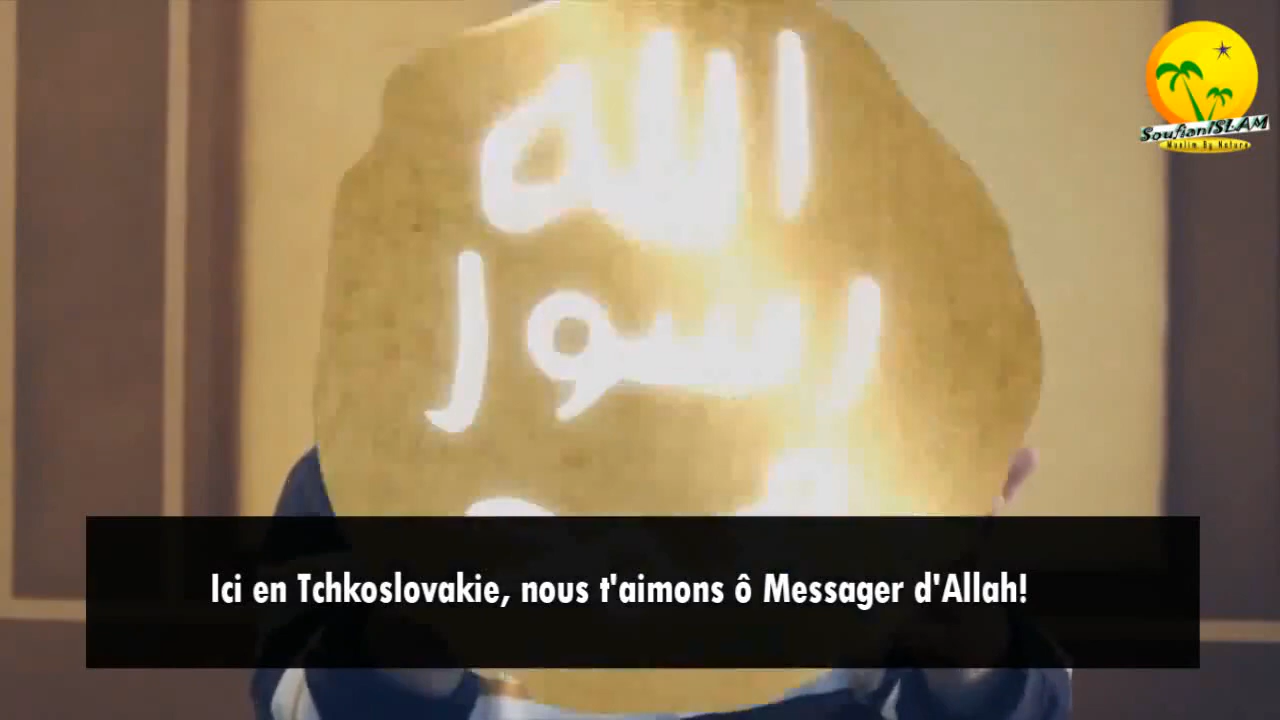 الله
رسول
SoufianISLAM
Muslim By Nature
Ici en Tchkoslovakie, nous t'aimons ô Messager d'Allah!